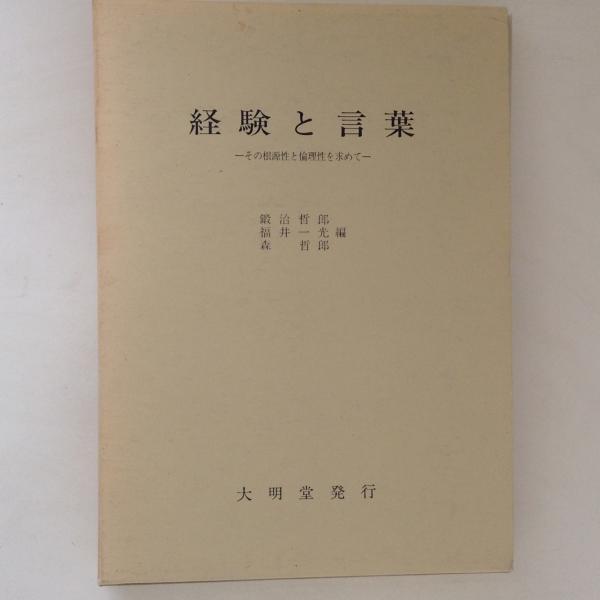 経験と言葉
―その根源性と倫理性を求めて―
鍛治哲郎
福井一光編
森哲郎
大明堂発行